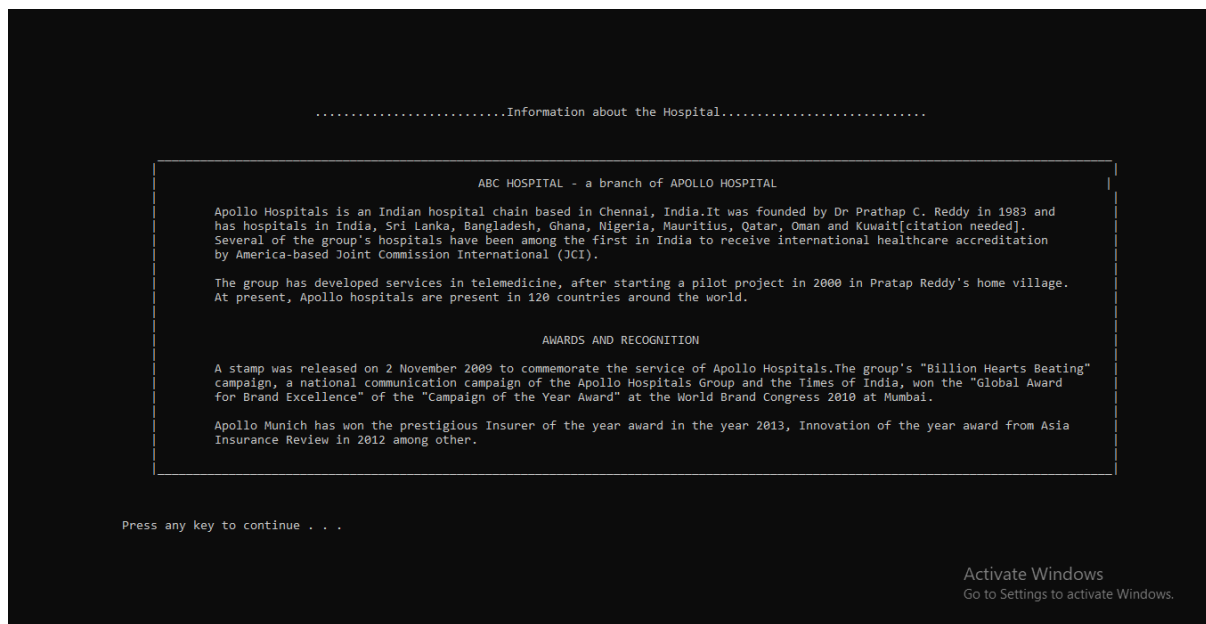 ...........................Information about the Hospital.............................
ABC HOSPITAL - a branch of APOLLO HOSPITAL
Apollo Hospitals is an Indian hospital chain based in Chennai, India.It was founded by Dr Prathap C. Reddy in 1983 and
has hospitals in India, Sri Lanka, Bangladesh, Ghana, Nigeria, Mauritius, Qatar, Oman and Kuwait[citation needed].
Several of the group's hospitals have been among the first in India to receive international healthcare accreditation
by America-based Joint Commission International (JCI).
The group has developed services in telemedicine, after starting a pilot project in 2000 in Pratap Reddy's home village.
At present, Apollo hospitals are present in 120 countries around the world.
AWARDS AND RECOGNITION
A stamp was released on 2 November 2009 to commemorate the service of Apollo Hospitals.The group's "Billion Hearts Beating"
campaign, a national communication campaign of the Apollo Hospitals Group and the Times of India, won the "Global Award
for Brand Excellence" of the "Campaign of the Year Award" at the World Brand Congress 2010 at Mumbai.
Apollo Munich has won the prestigious Insurer of the year award in the year 2013, Innovation of the year award from Asia
Insurance Review in 2012 among other.
Press any key to continue . . .
Activate Windows
Go to Settings to activate Windows.